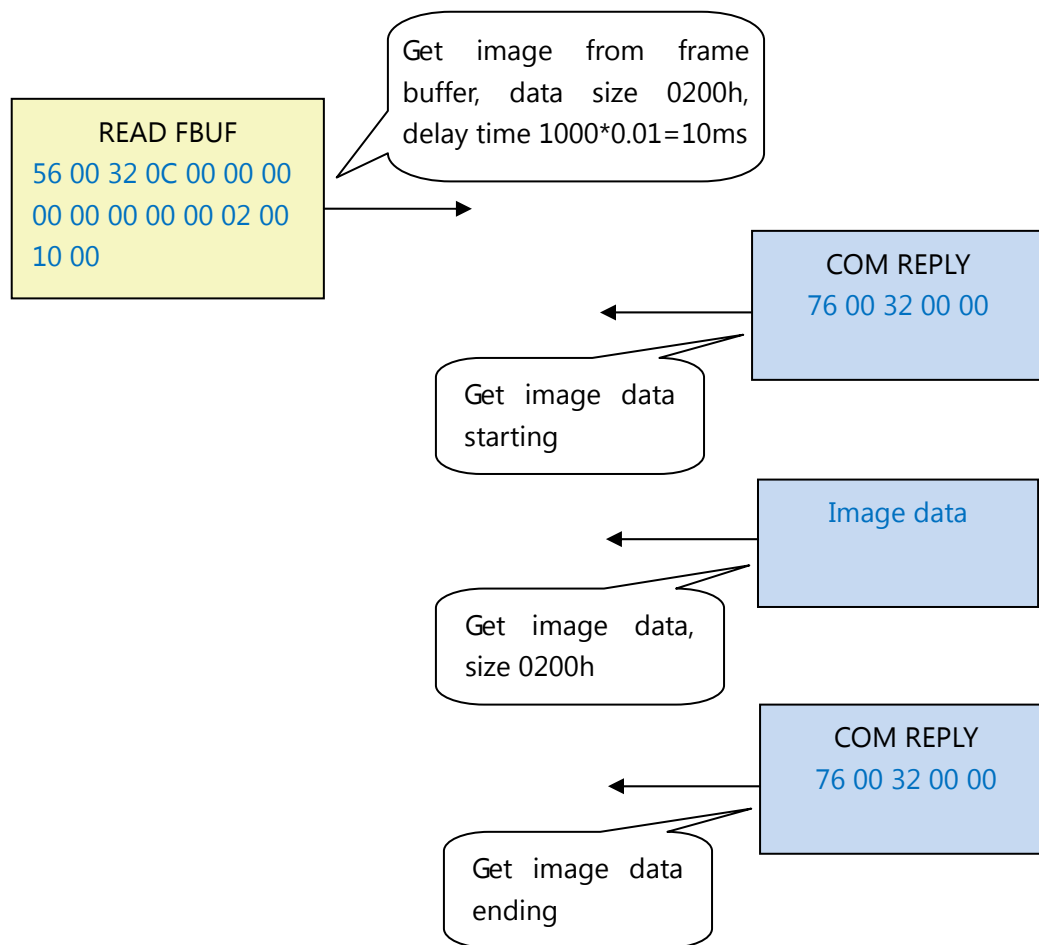 Get image from frame
buffer, data size 0200h,
delay time 1000*0.01=10ms
READ FBUF
56 00 32 0C 00 00 00
00 00 00 00 00 02 00
10 00
COM REPLY
76 00 32 00 00
Get image data
starting
Image data
Get image data,
size 0200h
COM REPLY
76 00 32 00 00
Get image data
ending